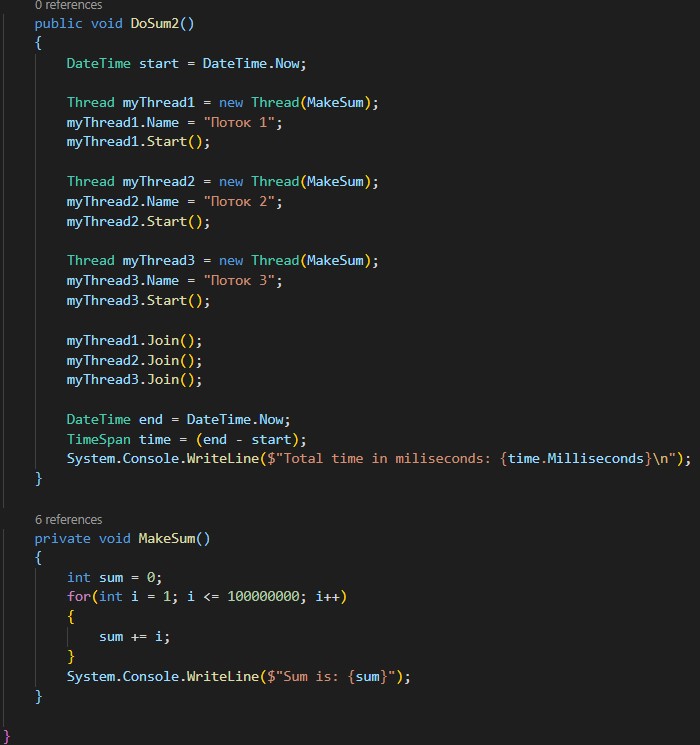 0 references
public void DoSum2()
{
DateTime start = DateTime.Now;
Thread myThread1 = new Thread(MakeSum);
myThread1.Name = "Поток 1";
myThread1.Start();
Thread myThread2 = new Thread(MakeSum);
myThread2.Name = "Поток 2";
myThread2.Start();
Thread myThread3 = new Thread(MakeSum);
myThread3.Name = "Поток 3";
myThread3.Start();
myThread1.Join();
myThread2.Join();
myThread3.Join();
DateTime end = DateTime.Now;
TimeSpan time = (end - start);
System.Console.WriteLine($"Total time in miliseconds: {time.Milliseconds}\n");
}
6 references
private void MakeSum()
{
int sum = 0;
for(int i = 1; i <= 100000000; i++)
{
sum += i;
}
System.Console.WriteLine($"Sum is: {sum}");
}
}